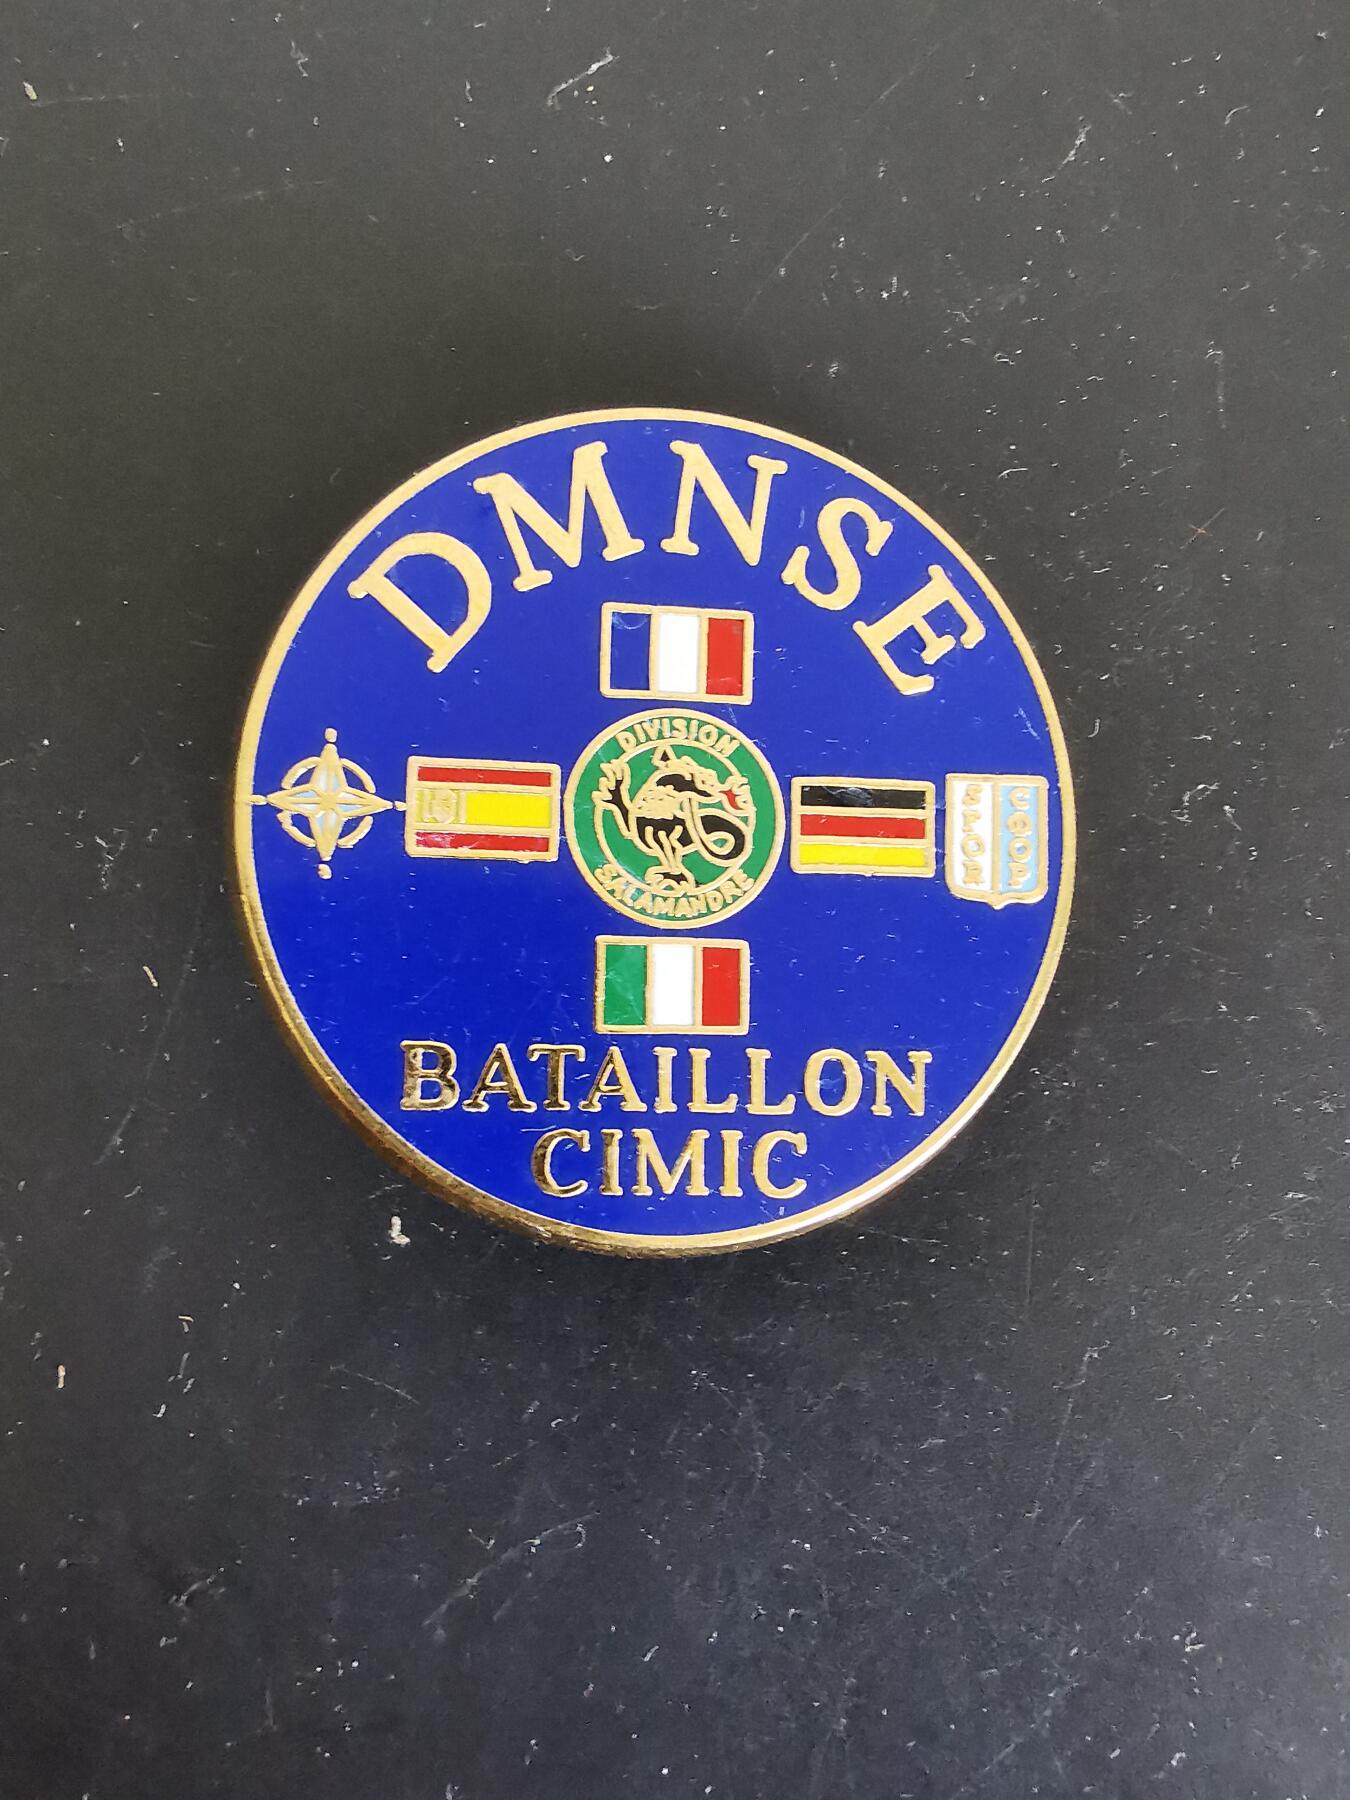 DMNSE
DIVISION
SALAMANDRE
SFOR
COOP
BATAILLON
CIMIC